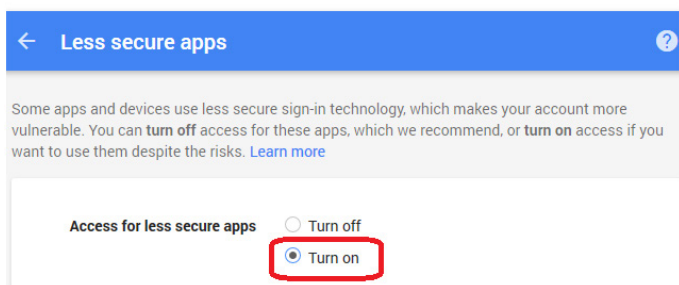 Less secure apps
Some apps and devices use less secure sign-in technology, which makes your account more
vulnerable. You can turn off access for these apps, which we recommend, or turn on access if you
want to use them despite the risks. Learn more
Access for less secure apps Turn off
Turn on